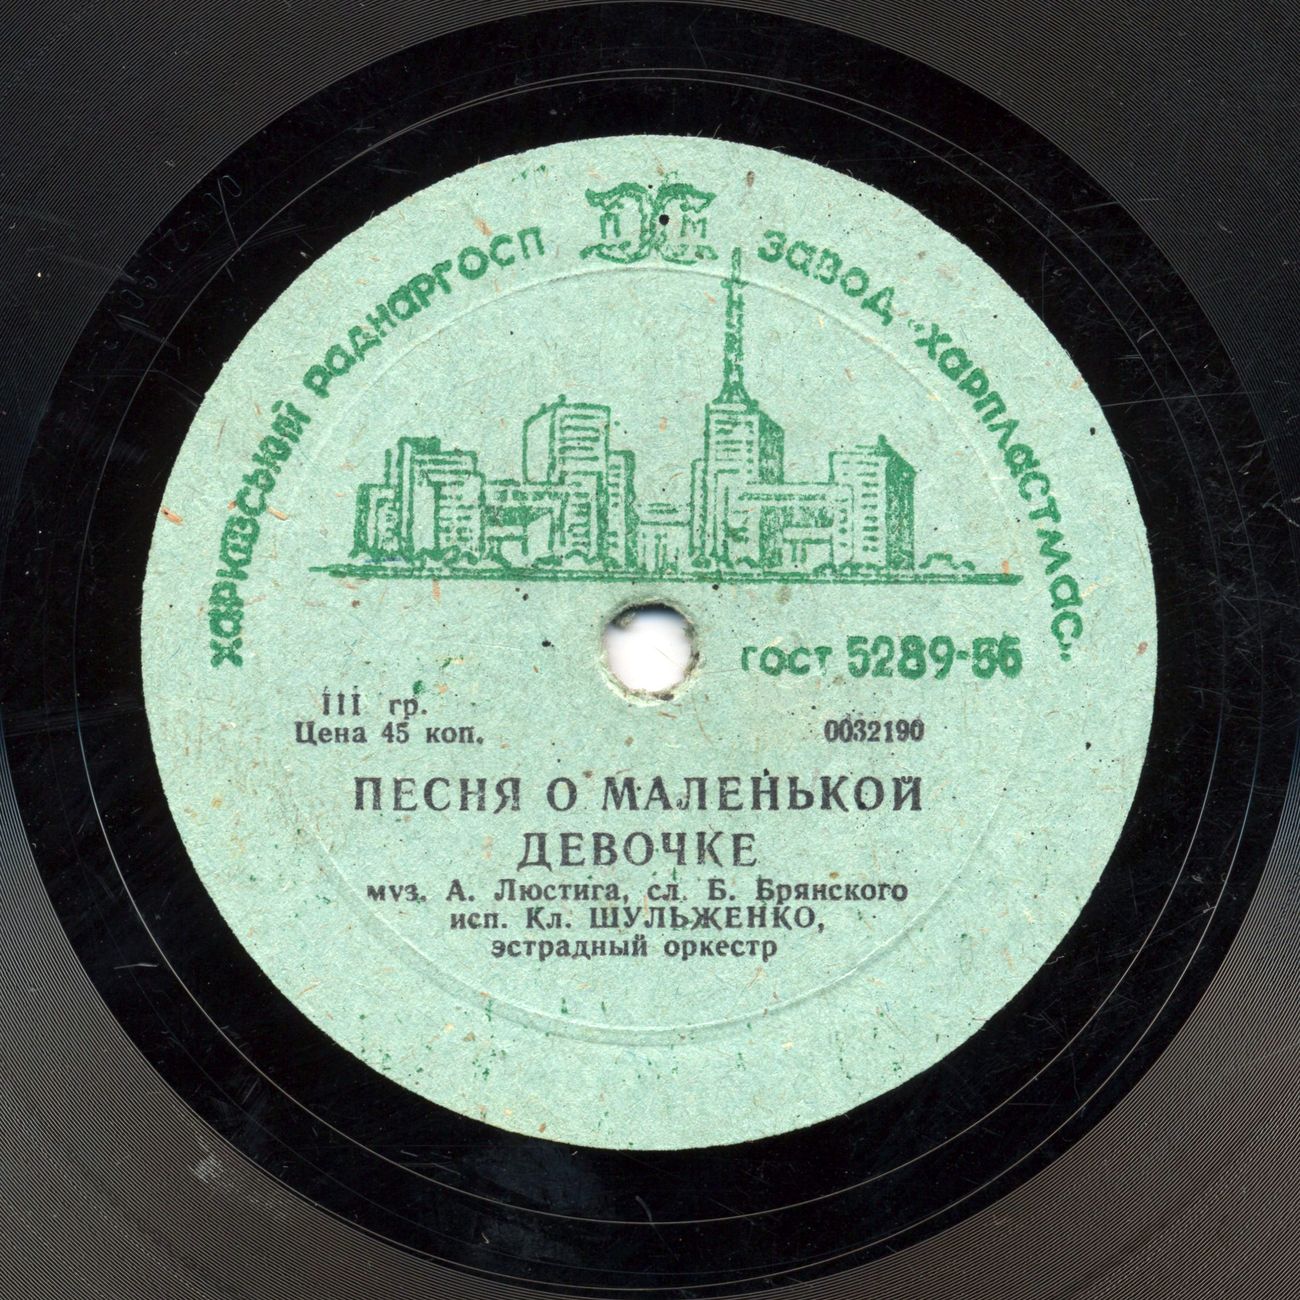 ХАРКІВСЬКИЙ РАДНАРГОСП
ЗАВОД „ХАРПЛАСТМАС.
ГОСТ 5289-56
III гр.
Цена 45 коп.
0032190
ПЕСНЯ О МАЛЕНЬКОЙ
ДЕВОЧКЕ
муз. А. Люстига, сл. Б. Брянского
исп. Кл. ШУЛЬЖЕНКО,
эстрадный оркестр